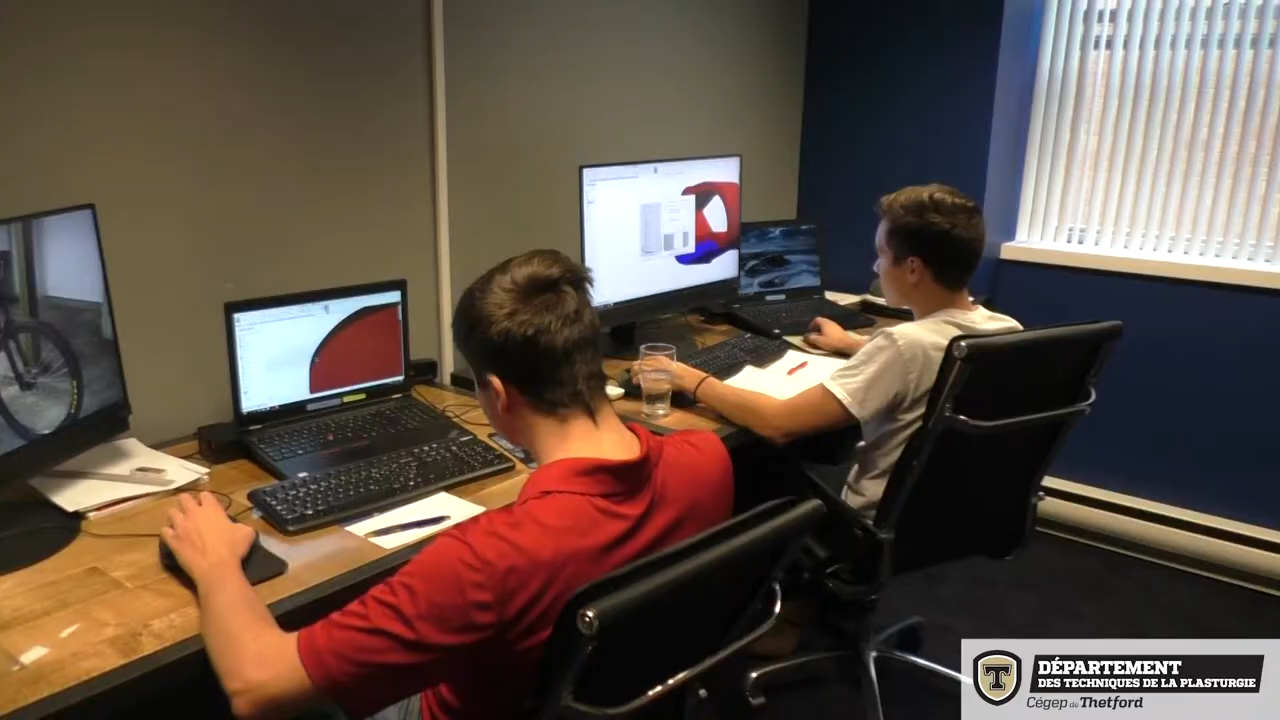 T
DÉPARTEMENT
DES TECHNIQUES DE LA PLASTURGIE
Cégep de Thetford